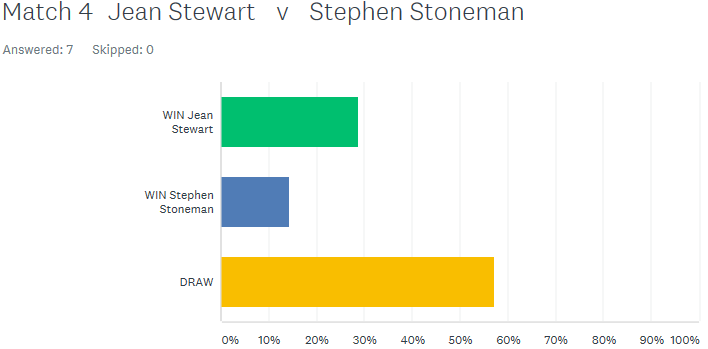 Match 4 Jean Stewart v Stephen Stoneman
Answered: 7 Skipped: 0
WIN Jean
Stewart
WIN Stephen
Stoneman
DRAW
0% 10% 20% 30% 40% 50% 60% 70% 80% 90% 100%